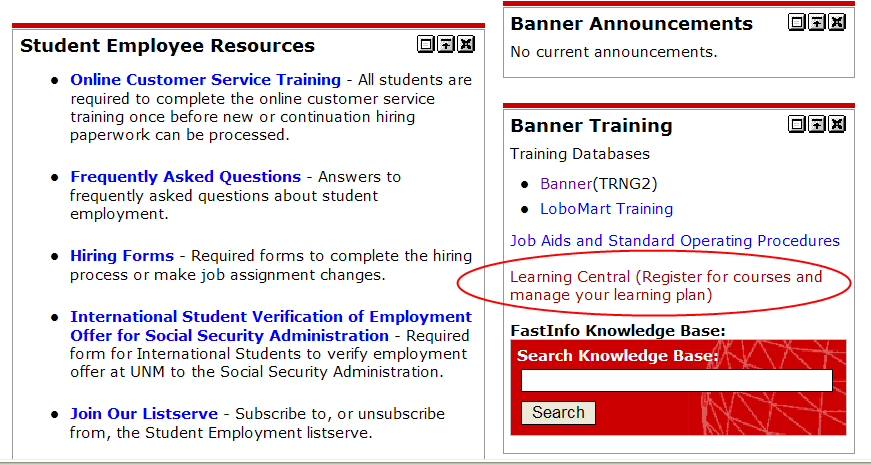 Student Employee Resources
Online Customer Service Training - All students are
required to complete the online customer service
training once before new or continuation hiring
paperwork can be processed.
Frequently Asked Questions - Answers to
frequently asked questions about student
employment.
Hiring Forms - Required forms to complete the hiring
process or make job assignment changes.
International Student Verification of Employment
Offer for Social Security Administration - Required
form for International Students to verify employment
offer at UNM to the Social Security Administration.
Join Our Listserve - Subscribe to, or unsubscribe
from, the Student Employment listserve.
Banner Announcements
No current announcements.
Banner Training
Training Databases
Banner(TRNG2)
LoboMart Training
Job Aids and Standard Operating Procedures
Learning Central (Register for courses and
manage your learning plan)
FastInfo Knowledge Base:
Search Knowledge Base:
Search